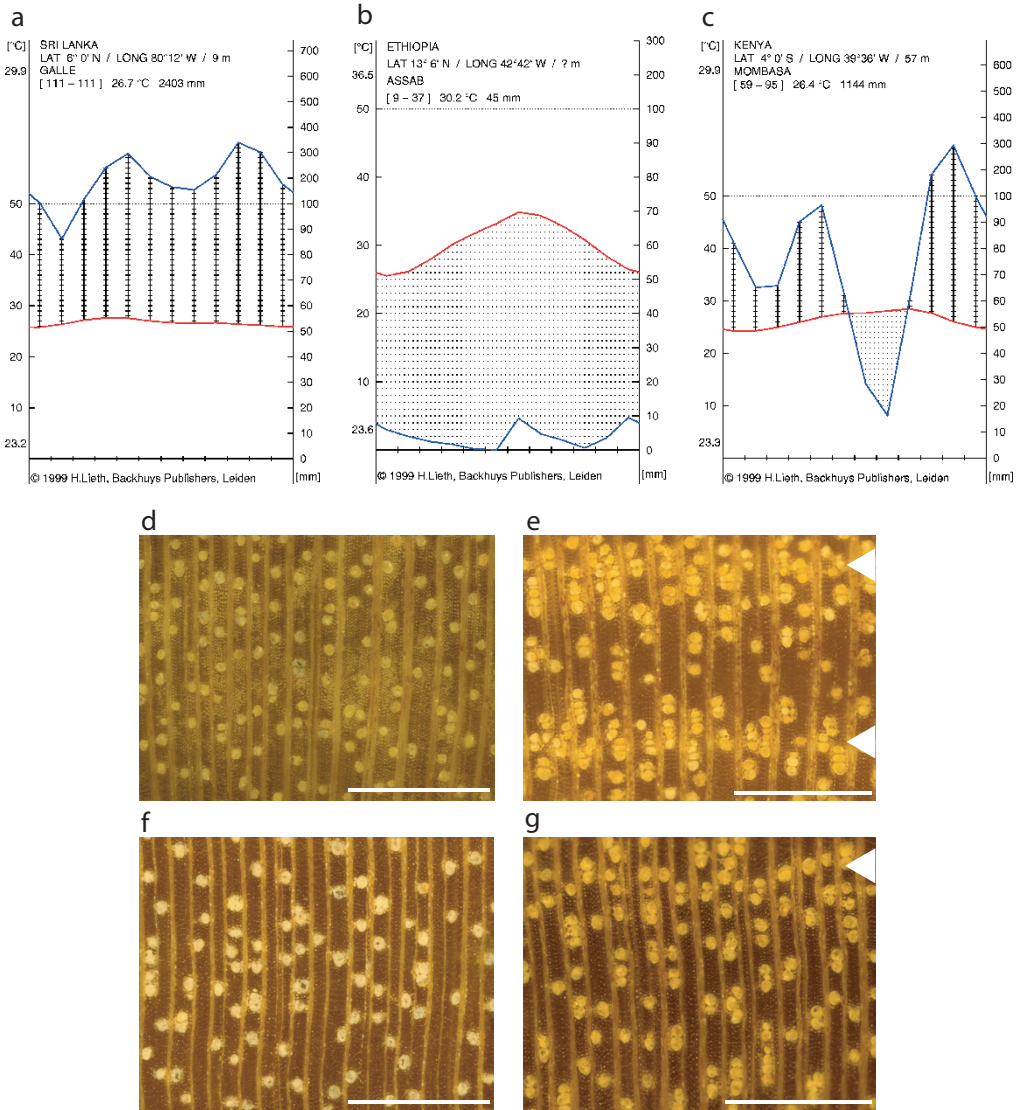 a
[°C]
29.9
SRI LANKA
LAT 6° 0' N / LONG 80°12' W / 9 m
GALLE
[ 111 – 111 ] 26.7 °C 2403 mm
700
600
500
400
300
200
100
90
80
70
60
50
40
30
20
10
0
50
40
30
20
10
23.2
© 1999 H.Lieth, Backhuys Publishers, Leiden
[mm]
b
[°C]
36.5
ETHIOPIA
LAT 13° 6' N / LONG 42°42' W / ? m
ASSAB
[ 9 – 37 ] 30.2 °C 45 mm
300
200
100
90
80
70
60
50
40
30
20
10
0
50
40
30
20
10
23.6
© 1999 H.Lieth, Backhuys Publishers, Leiden
[mm]
c
[°C]
29.9
KENYA
LAT 4° 0' S / LONG 39°36' W / 57 m
MOMBASA
[ 59 – 95 ] 26.4 °C 1144 mm
600
500
400
300
200
100
90
80
70
60
50
40
30
20
10
0
50
40
30
20
10
23.3
© 1999 H.Lieth, Backhuys Publishers, Leiden
[mm]
d
e
f
g